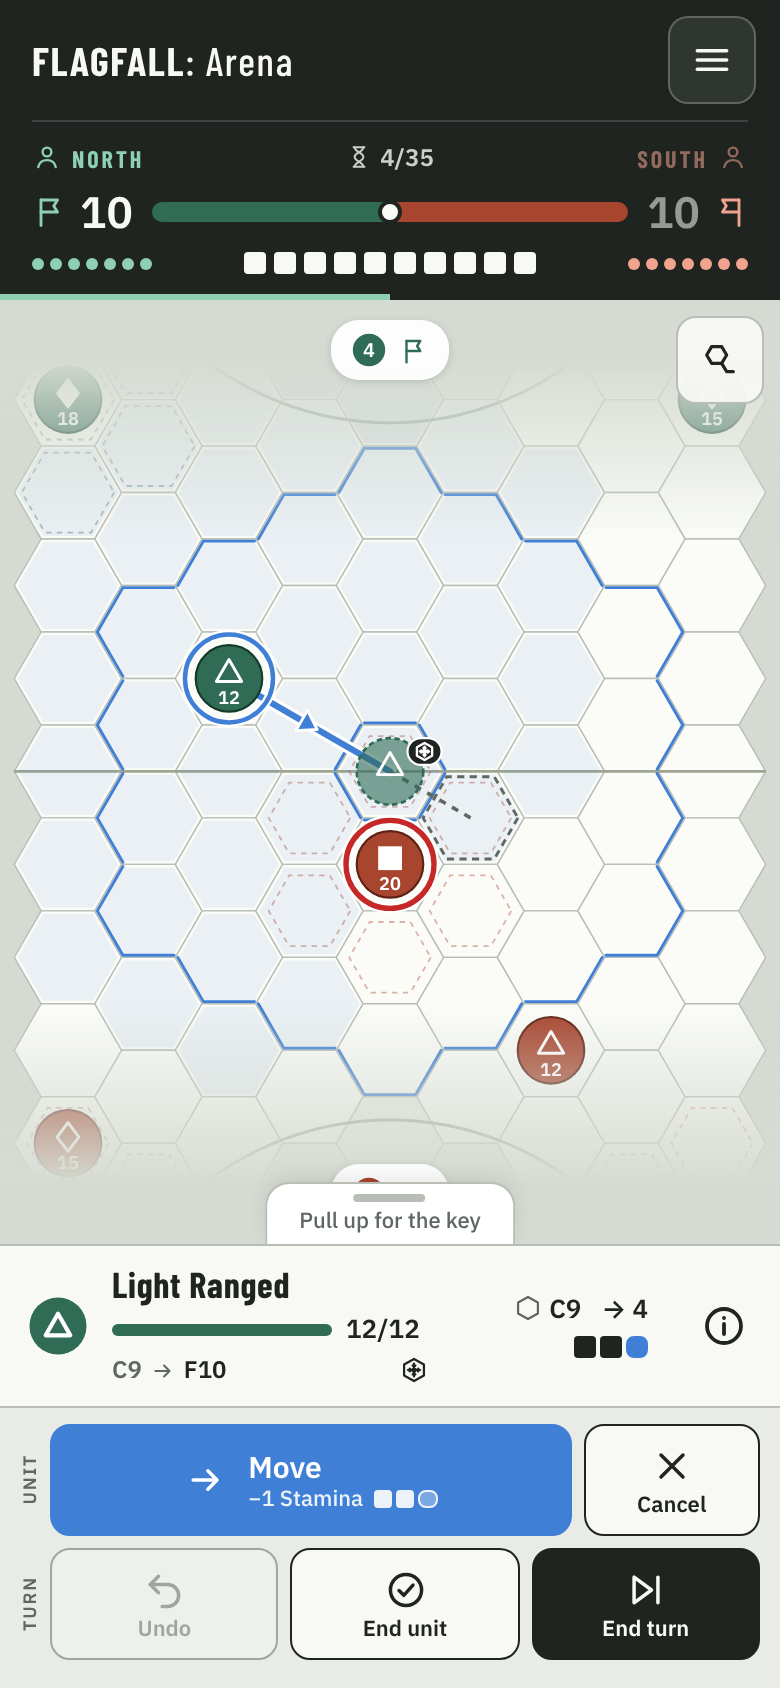 FLAGFALL: Arena
NORTH
4/35
SOUTH
10
10
4
18
15
12
20
12
15
Pull up for the key
Light Ranged
12/12
C9 → F10
C9 → 4
UNIT
→ Move
−1 Stamina
Cancel
TURN
Undo
End unit
End turn